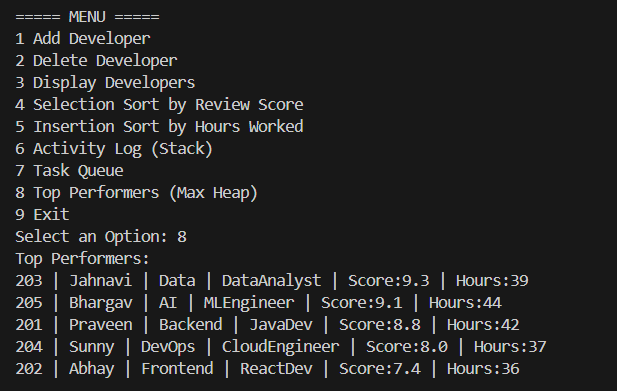 ===== MENU =====
1 Add Developer
2 Delete Developer
3 Display Developers
4 Selection Sort by Review Score
5 Insertion Sort by Hours Worked
6 Activity Log (Stack)
7 Task Queue
8 Top Performers (Max Heap)
9 Exit
Select an Option: 8
Top Performers:
203 | Jahnavi | Data | DataAnalyst | Score:9.3 | Hours:39
205 | Bhargav | AI | MLEngineer | Score:9.1 | Hours:44
201 | Praveen | Backend | JavaDev | Score:8.8 | Hours:42
204 | Sunny | DevOps | CloudEngineer | Score:8.0 | Hours:37
202 | Abhay | Frontend | ReactDev | Score:7.4 | Hours:36